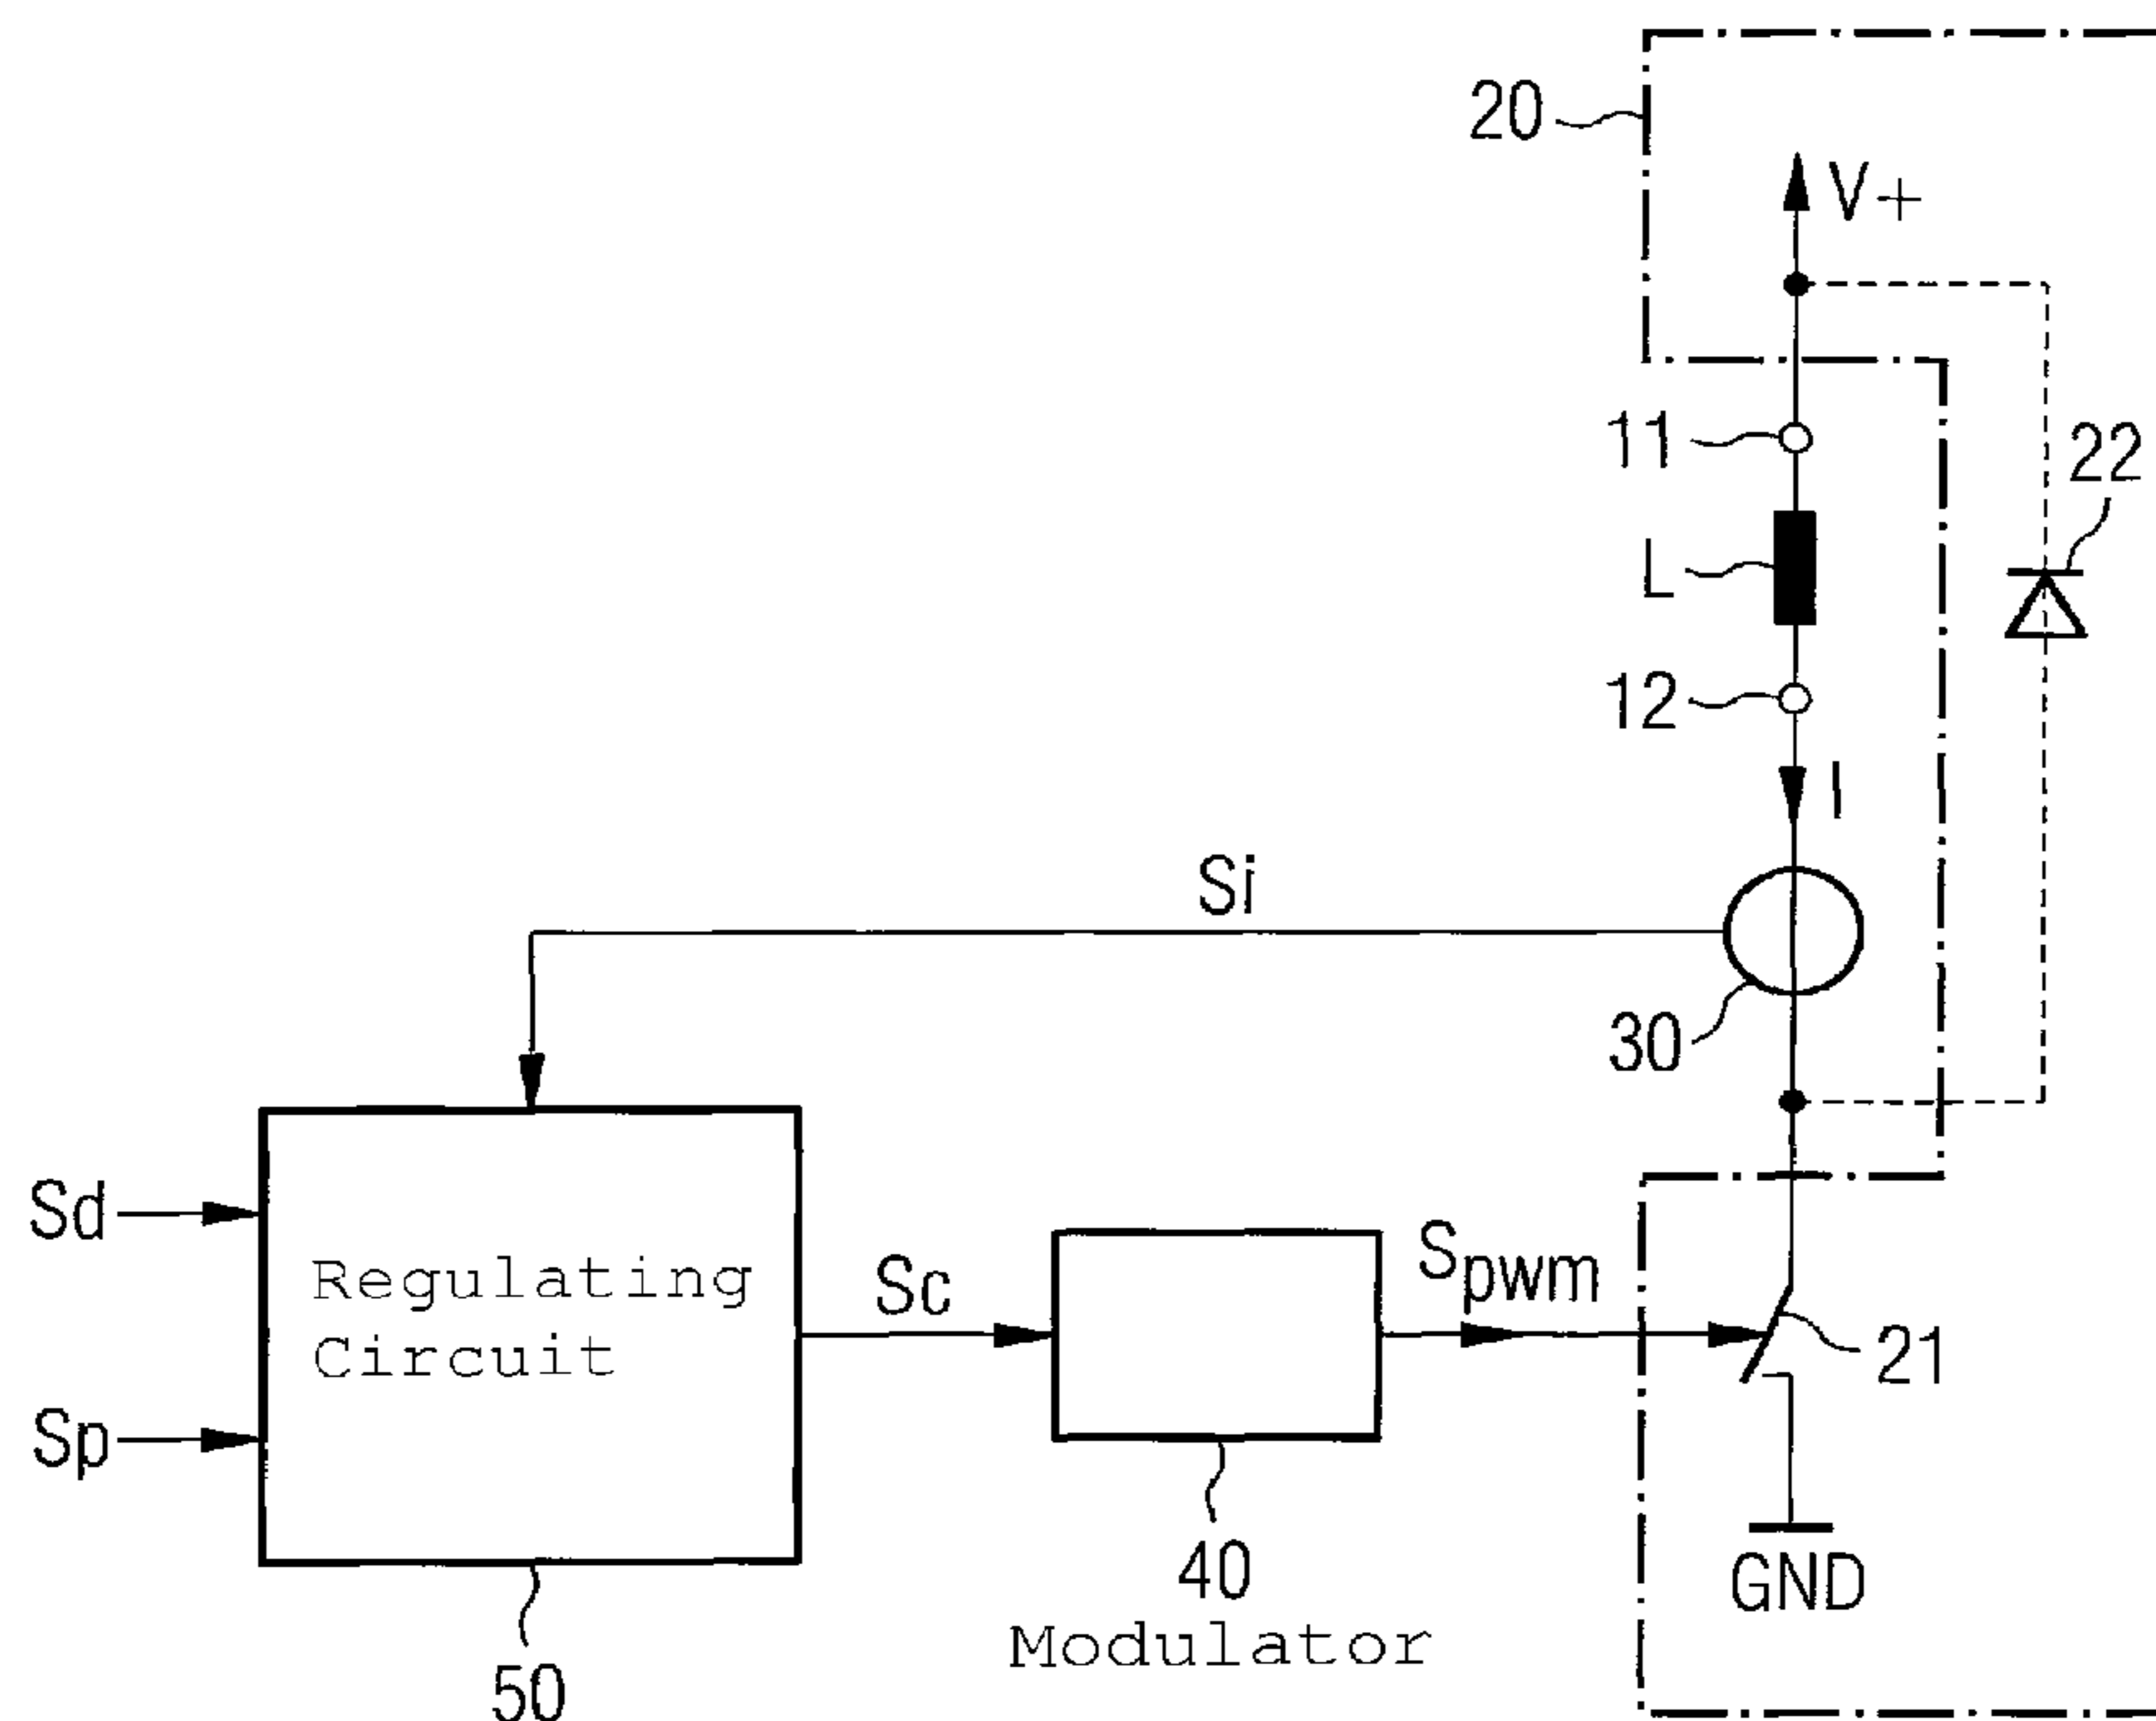 20
V+
11
22
L
12
I
Si
30
Sd
Regulating
Circuit
Sc
Spwm
21
Sp
40
GND
Modulator
50